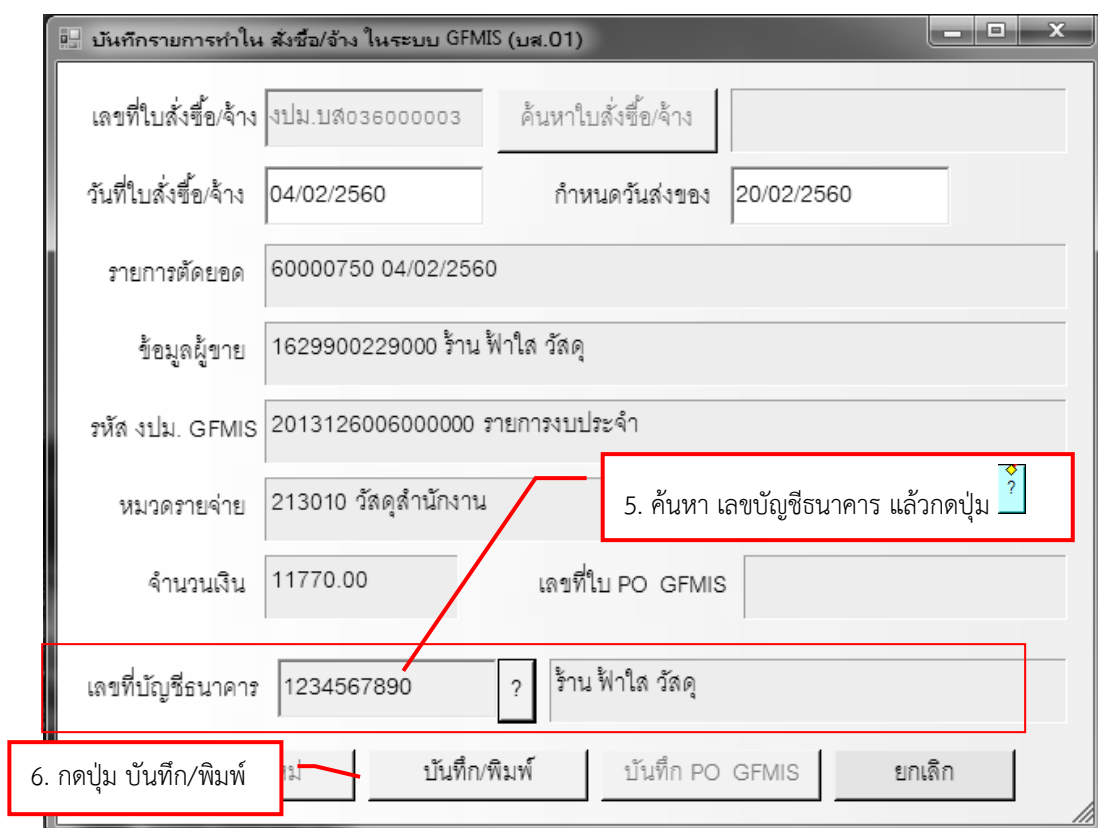 บันทึกรายการทำใบ สั่งซื้อ/จ้าง ในระบบ GFMIS (บส.01)
เลขที่ใบสั่งซื้อ/จ้าง งปม.บส036000003 ค้นหาใบสั่งซื้อ/จ้าง
วันที่ใบสั่งซื้อ/จ้าง 04/02/2560 กำหนดวันส่งของ 20/02/2560
รายการตัดยอด 60000750 04/02/2560
ข้อมูลผู้ขาย 1629900229000 ร้าน ฟ้าใส วัสดุ
รหัส งปม. GFMIS 2013126006000000 รายการงบประจำ
หมวดรายจ่าย 213010 วัสดุสำนักงาน
5. ค้นหา เลขบัญชีธนาคาร แล้วกดปุ่ม ?
จำนวนเงิน 11770.00 เลขที่ใบ PO GFMIS
เลขที่บัญชีธนาคาร 1234567890 ? ร้าน ฟ้าใส วัสดุ
6. กดปุ่ม บันทึก/พิมพ์ บันทึก/พิมพ์ บันทึก PO GFMIS ยกเลิก